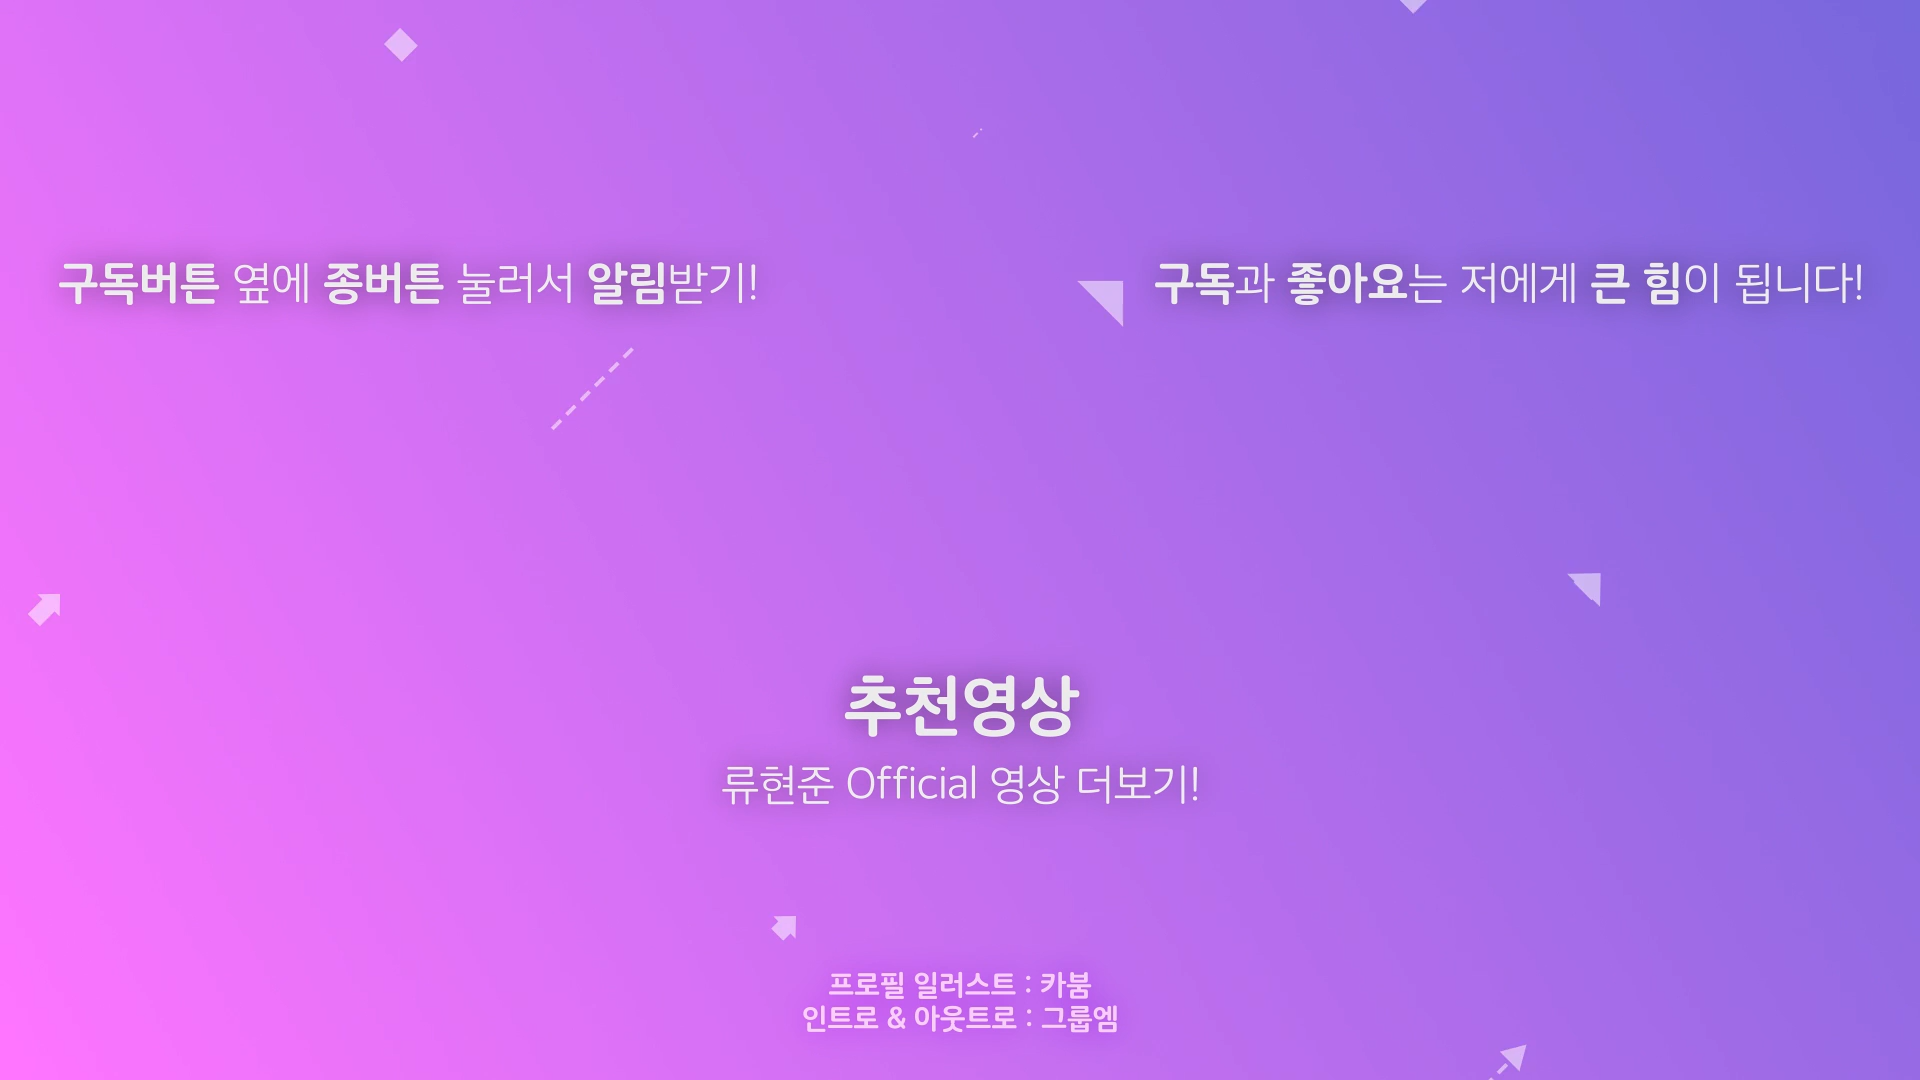 구독버튼 옆에 종버튼 눌러서 알림받기!
구독과 좋아요는 저에게 큰 힘이 됩니다!
추천영상
류현준 Official 영상 더보기!
프로필 일러스트 : 카붐
인트로 & 아웃트로 : 그룹엠